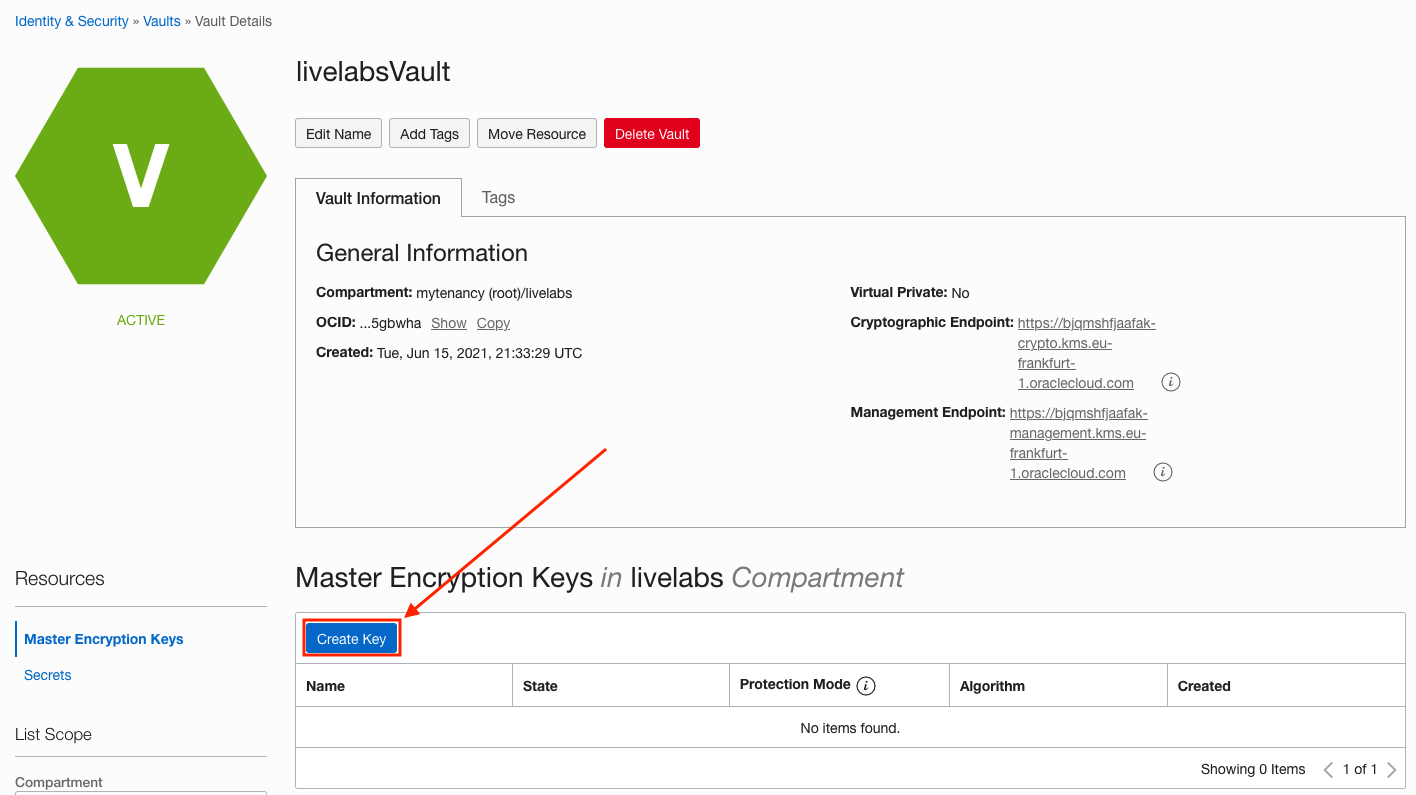 Identity & Security » Vaults » Vault Details
V
ACTIVE
livelabsVault
Edit Name
Add Tags
Move Resource
Delete Vault
Vault Information
Tags
General Information
Compartment: mytenancy (root)/livelabs
OCID: ...5gbwha Show Copy
Created: Tue, Jun 15, 2021, 21:33:29 UTC
Virtual Private: No
Cryptographic Endpoint: https://bjqmshfjaafak-
crypto.kms.eu-
frankfurt-
1.oraclecloud.com i
Management Endpoint: https://bjqmshfjaafak-
management.kms.eu-
frankfurt-
1.oraclecloud.com i
Resources
Master Encryption Keys
Secrets
List Scope
Compartment
Master Encryption Keys in livelabs Compartment
Create Key
Name State Protection Mode i Algorithm Created
No items found.
Showing 0 Items < 1 of 1 >